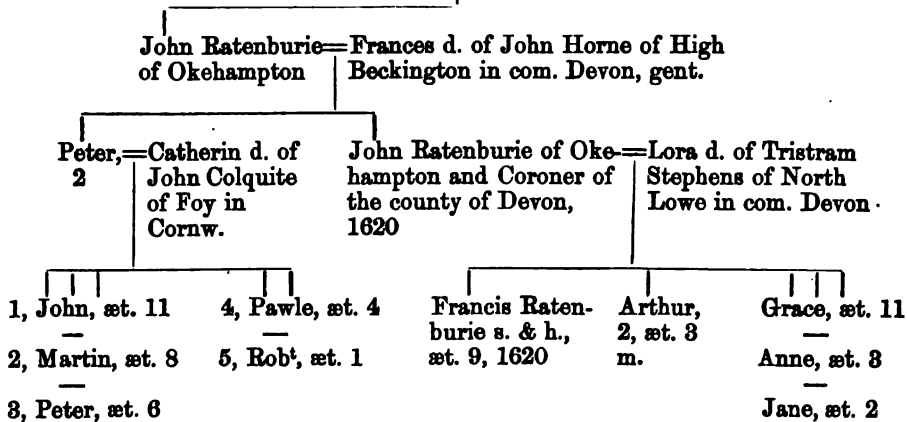 John Ratenburie=Frances d. of John Horne of High
of Okehampton Beckington in com. Devon, gent.
Peter,=Catherin d. of
2 John Colquite
of Foy in
Cornw.
John Ratenburie of Oke-=Lora d. of Tristram
hampton and Coroner of Stephens of North
the county of Devon, Lowe in com. Devon
1620
1, John, æt. 11
2, Martin, æt. 8
3, Peter, æt. 6
4, Pawle, æt. 4
5, Robᵗ, æt. 1
Francis Raten-
burie s. & h.,
æt. 9, 1620
Arthur,
2, æt. 3
m.
Grace, æt. 11
Anne, æt. 3
Jane, æt. 2